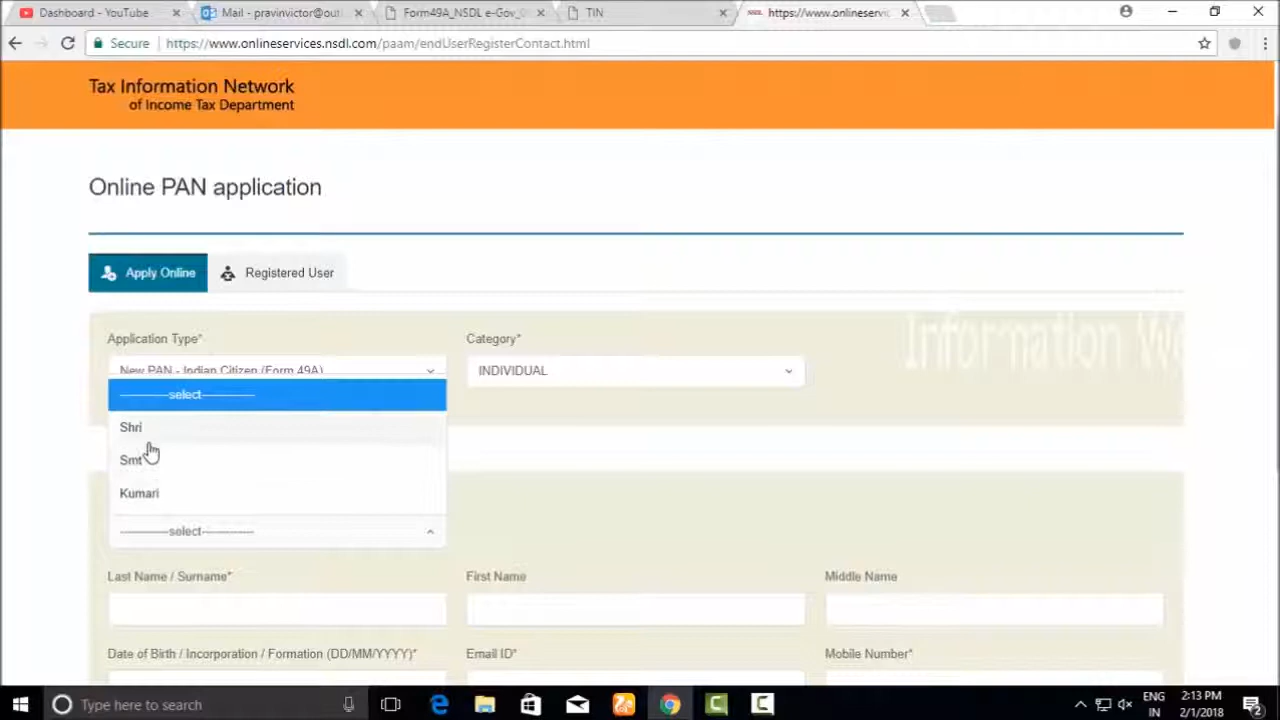 Dashboard - YouTube
Mail - pravinvictor@out
Form49A_NSDL e-Gov_
TIN
https://www.onlineservic
Secure
https://www.onlineservices.nsdl.com/paam/endUserRegisterContact.html
Tax Information Network
of Income Tax Department
Online PAN application
Apply Online
Registered User
Application Type*
Category*
Information We
New PAN - Indian Citizen (Form 49A)
INDIVIDUAL
-----------select------------
Shri
Smt
Kumari
-----------select------------
Last Name / Surname*
First Name
Middle Name
Date of Birth / Incorporation / Formation (DD/MM/YYYY)*
Email ID*
Mobile Number*
Type here to search
ENG
IN
2:13 PM
2/1/2018
2